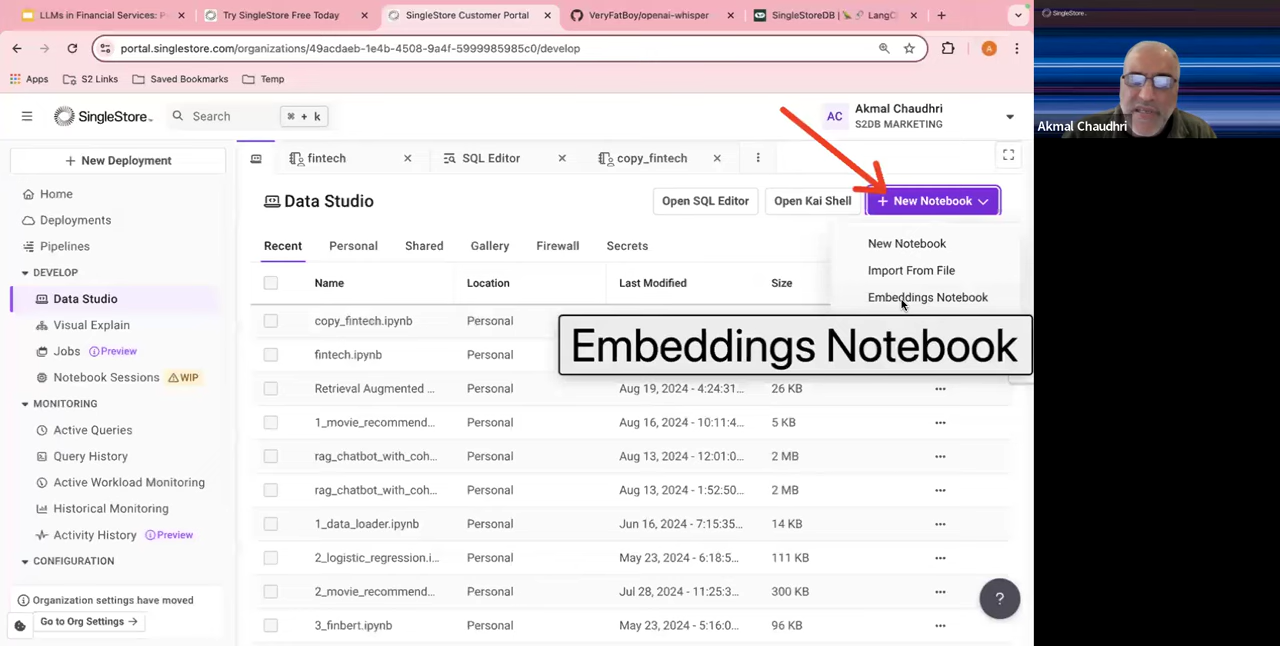 LLMs in Financial Services: P
Try SingleStore Free Today
SingleStore Customer Portal
VeryFatBoy/openai-whisper
SingleStoreDB | 🦜️🔗 LangC
portal.singlestore.com/organizations/49acdaeb-1e4b-4508-9a4f-5999985985c0/develop
A
Apps
S2 Links
Saved Bookmarks
Temp
SingleStore
Akmal Chaudhri
SingleStore
Search
⌘ + k
AC
Akmal Chaudhri
S2DB MARKETING
+ New Deployment
fintech
SQL Editor
copy_fintech
Home
Deployments
Pipelines
DEVELOP
Data Studio
Visual Explain
Jobs
Preview
Notebook Sessions
WIP
MONITORING
Active Queries
Query History
Active Workload Monitoring
Historical Monitoring
Activity History
Preview
CONFIGURATION
Organization settings have moved
Go to Org Settings →
Data Studio
Open SQL Editor
Open Kai Shell
+ New Notebook
New Notebook
Import From File
Embeddings Notebook
Embeddings Notebook
Recent
Personal
Shared
Gallery
Firewall
Secrets
Name
Location
Last Modified
Size
copy_fintech.ipynb
Personal
fintech.ipynb
Personal
Retrieval Augmented ...
Personal
Aug 19, 2024 - 4:24:31...
26 KB
1_movie_recommend...
Personal
Aug 16, 2024 - 10:11:4...
5 KB
rag_chatbot_with_coh...
Personal
Aug 13, 2024 - 12:01:0...
2 MB
rag_chatbot_with_coh...
Personal
Aug 13, 2024 - 1:52:50...
2 MB
1_data_loader.ipynb
Personal
Jun 16, 2024 - 7:15:35...
14 KB
2_logistic_regression.i...
Personal
May 23, 2024 - 6:18:5...
111 KB
2_movie_recommend...
Personal
Jul 28, 2024 - 11:25:3...
300 KB
3_finbert.ipynb
Personal
May 23, 2024 - 5:16:0...
96 KB
?